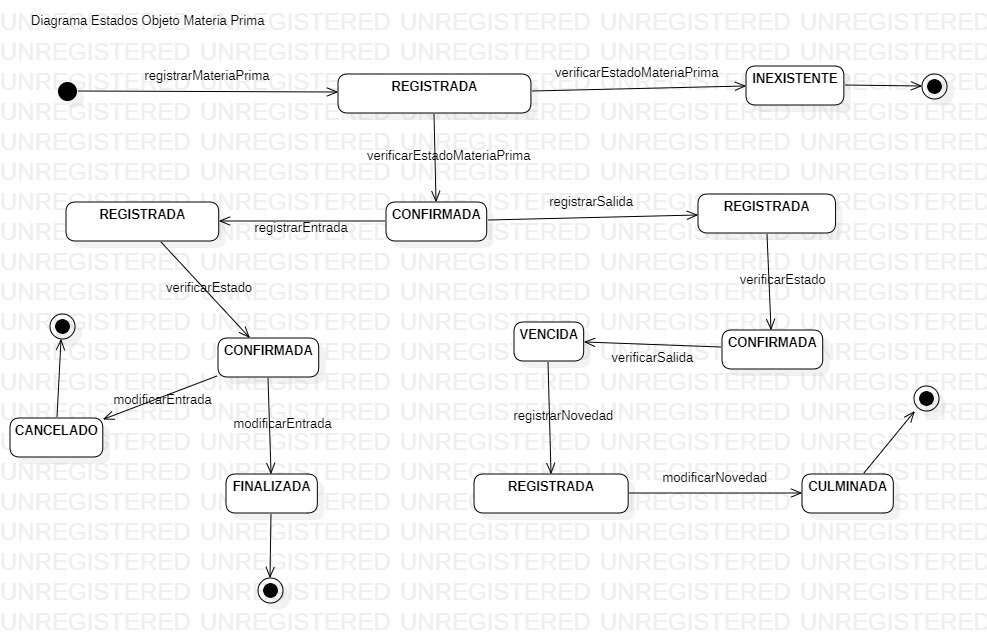 Diagrama Estados Objeto Materia Prima
registrarMateriaPrima
REGISTRADA
verificarEstadoMateriaPrima
INEXISTENTE
verificarEstadoMateriaPrima
REGISTRADA
registrarEntrada
CONFIRMADA
registrarSalida
REGISTRADA
verificarEstado
verificarEstado
CONFIRMADA
VENCIDA
verificarSalida
CONFIRMADA
modificarEntrada
modificarEntrada
registrarNovedad
CANCELADO
FINALIZADA
REGISTRADA
modificarNovedad
CULMINADA
UNREGISTERED UNREGISTERED UNREGISTERED UNREGISTERED UNREGISTERED